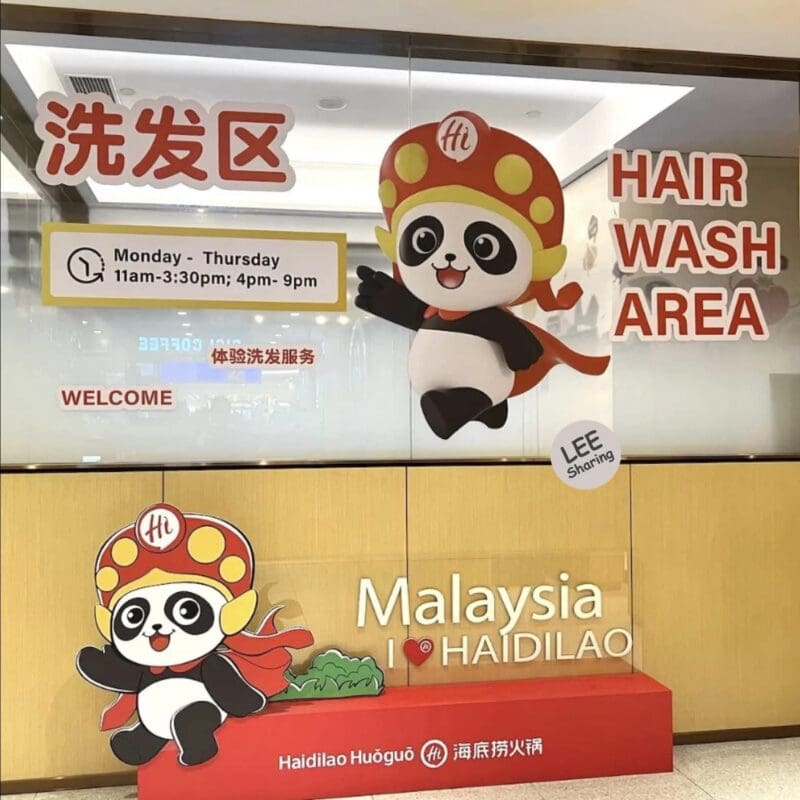 洗发区
Hi
HAIR
WASH
AREA
Monday - Thursday
11am-3:30pm; 4pm- 9pm
体验洗发服务
WELCOME
LEE
Sharing
Hi
Malaysia
I ❤ HAIDILAO
Haidilao Huǒguō Hi 海底捞火锅